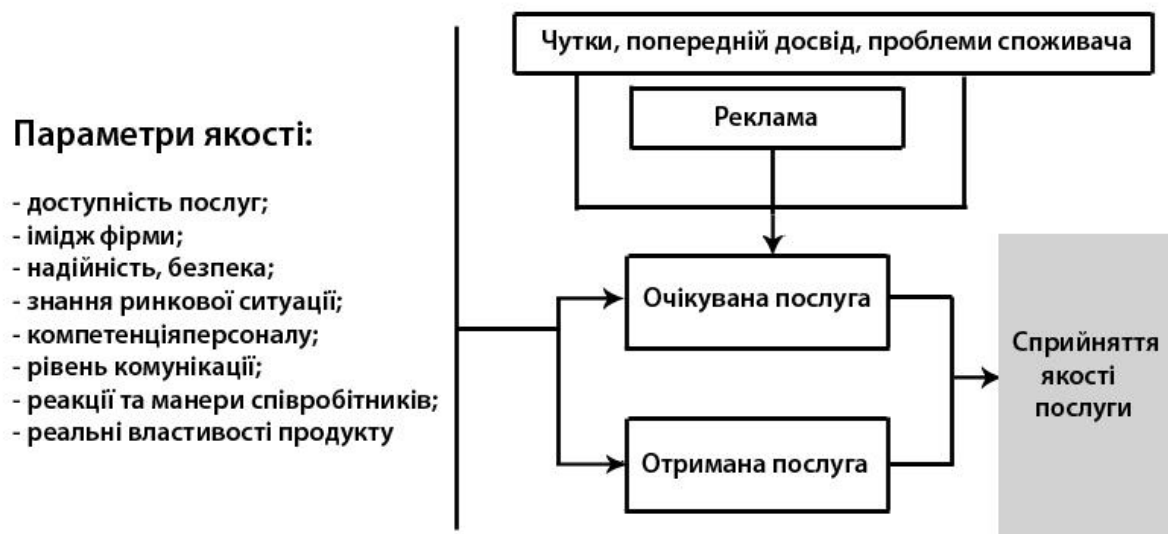 Чутки, попередній досвід, проблеми споживача
Реклама
Параметри якості:
- доступність послуг;
- імідж фірми;
- надійність, безпека;
- знання ринкової ситуації;
- компетенціяперсоналу;
- рівень комунікації;
- реакції та манери співробітників;
- реальні властивості продукту
Очікувана послуга
Отримана послуга
Сприйняття
якості
послуги